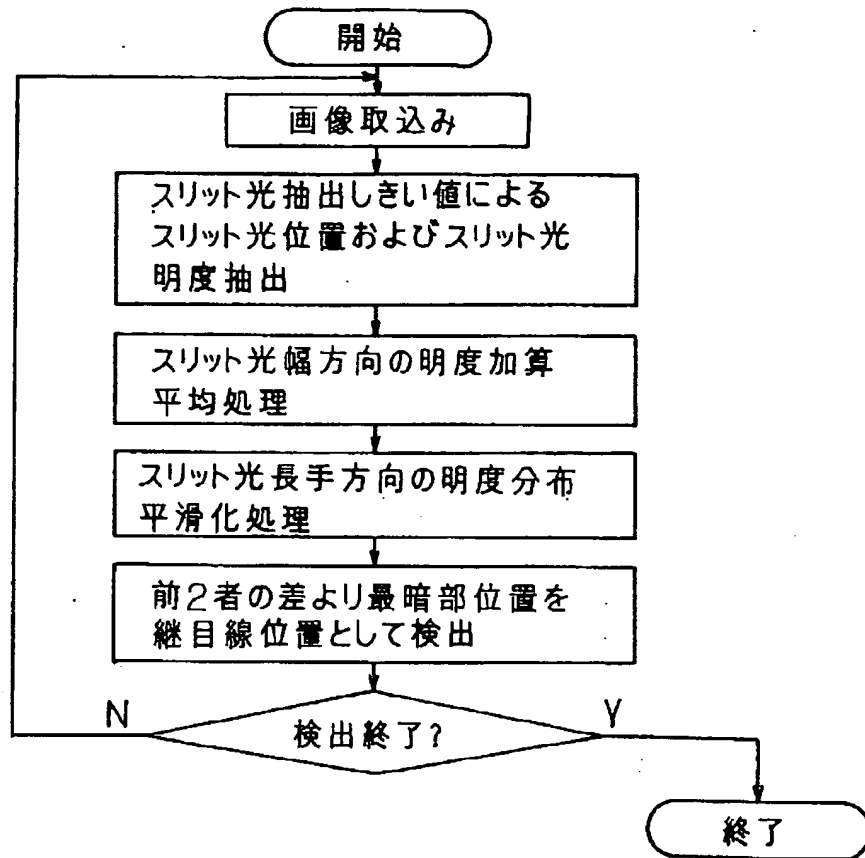 開始
画像取込み
スリット光抽出しきい値による
スリット光位置およびスリット光
明度抽出
スリット光幅方向の明度加算
平均処理
スリット光長手方向の明度分布
平滑化処理
前2者の差より最暗部位置を
継目線位置として検出
検出終了?
N
Y
終了